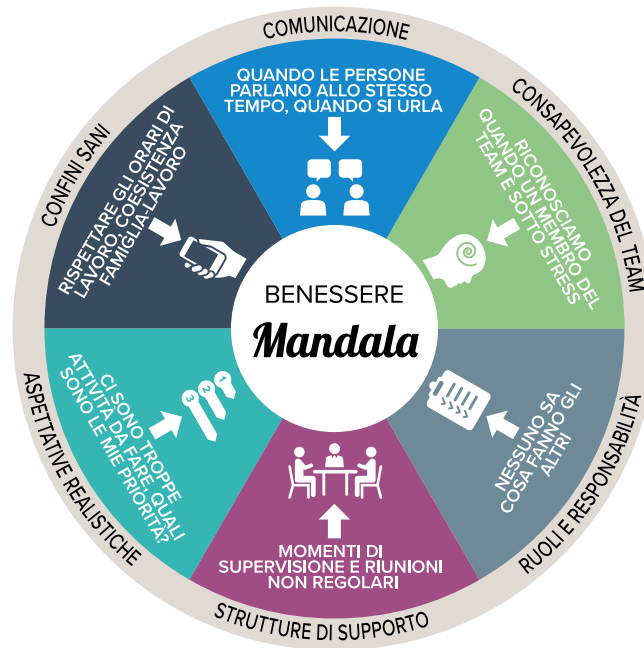 COMUNICAZIONE
QUANDO LE PERSONE
PARLANO ALLO STESSO
TEMPO, QUANDO SI URLA
CONSAPEVOLEZZA DEL TEAM
RICONOSCIAMO
QUANDO UN MEMBRO DEL
TEAM È SOTTO STRESS
RUOLI E RESPONSABILITÀ
NESSUNO SA
COSA FANNO GLI
ALTRI
STRUTTURE DI SUPPORTO
MOMENTI DI
SUPERVISIONE E RIUNIONI
NON REGOLARI
ASPETTATIVE REALISTICHE
CI SONO TROPPE
ATTIVITÀ DA FARE, QUALI
SONO LE MIE PRIORITÀ?
1
2
3
CONFINI SANI
RISPETTARE GLI ORARI DI
LAVORO, COESISTENZA
FAMIGLIA-LAVORO
BENESSERE
Mandala